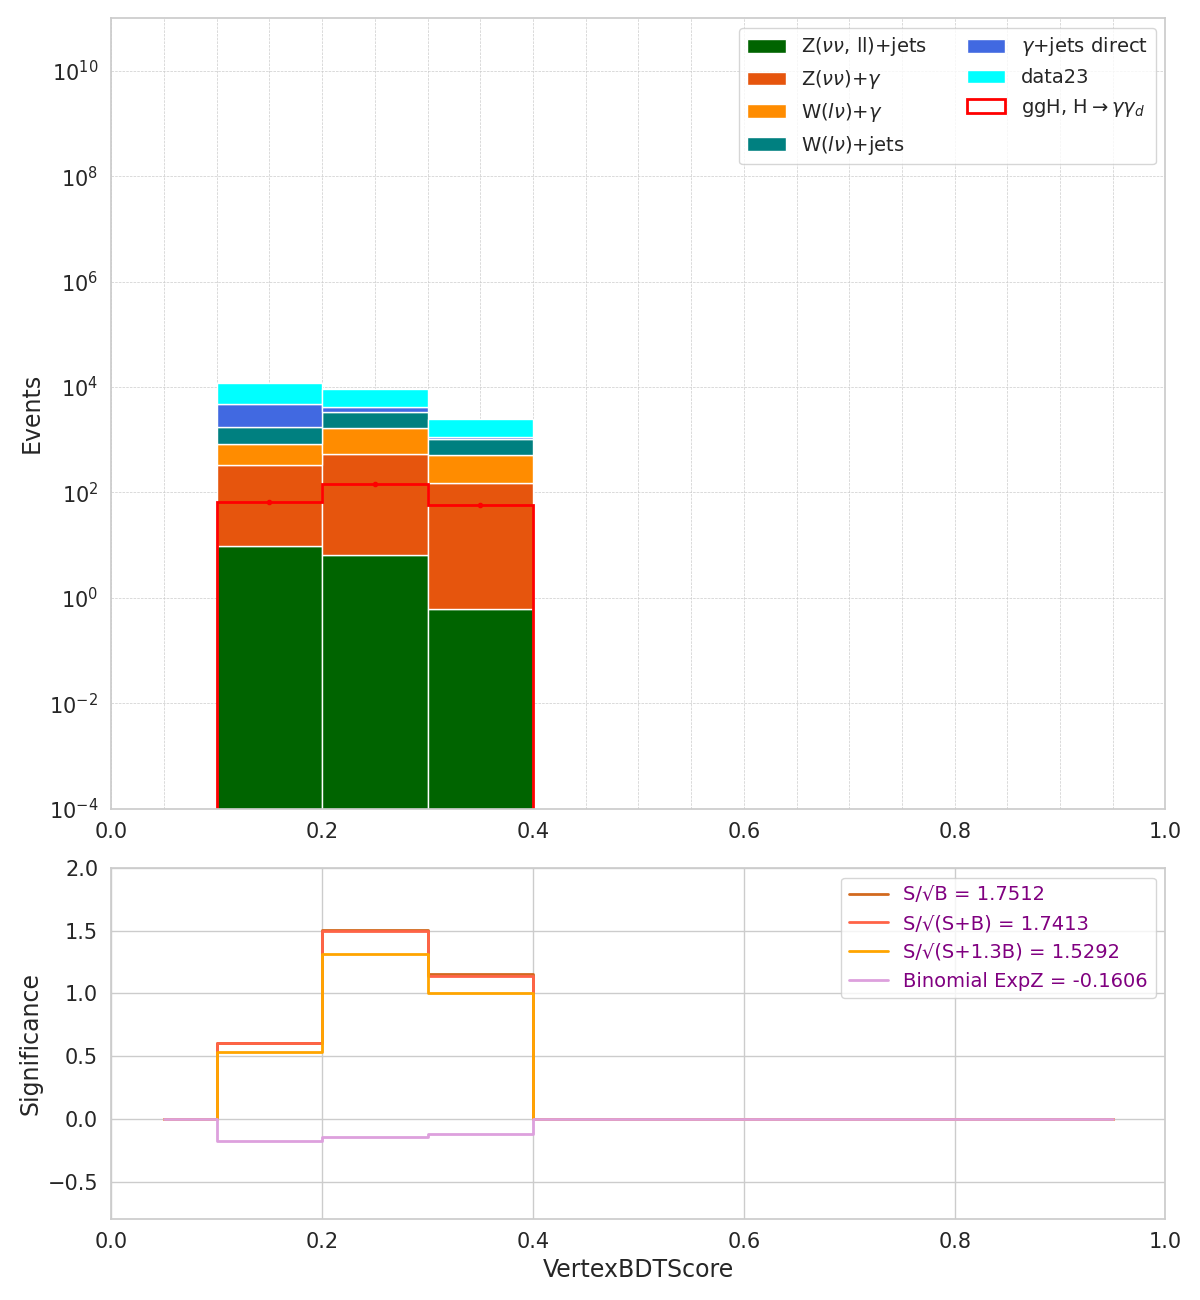 Z(νν, ll)+jets
Z(νν)+γ
W(lν)+γ
W(lν)+jets
γ+jets direct
data23
ggH, H→γγ_d
10^10
10^8
10^6
10^4
10^2
10^0
10^−2
10^−4
Events
0.0 0.2 0.4 0.6 0.8 1.0
S/√B = 1.7512
S/√(S+B) = 1.7413
S/√(S+1.3B) = 1.5292
Binomial ExpZ = -0.1606
2.0
1.5
1.0
0.5
0.0
−0.5
Significance
0.0 0.2 0.4 0.6 0.8 1.0
VertexBDTScore